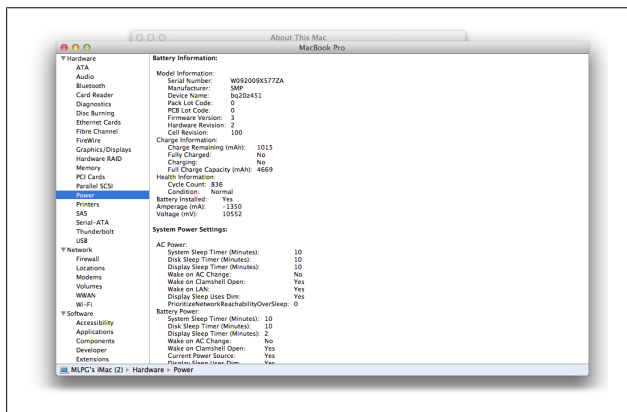 About This Mac
MacBook Pro
Hardware
ATA
Audio
Bluetooth
Card Reader
Diagnostics
Disc Burning
Ethernet Cards
Fibre Channel
FireWire
Graphics/Displays
Hardware RAID
Memory
PCI Cards
Parallel SCSI
Power
Printers
SAS
Serial-ATA
Thunderbolt
USB
Network
Firewall
Locations
Modems
Volumes
WWAN
Wi-Fi
Software
Accessibility
Applications
Components
Developer
Extensions
Battery Information:
Model Information:
Serial Number: W092009XS77ZA
Manufacturer: SMP
Device Name: bq20z451
Pack Lot Code: 0
PCB Lot Code: 0
Firmware Version: 3
Hardware Revision: 2
Cell Revision: 100
Charge Information:
Charge Remaining (mAh): 1015
Fully Charged: No
Charging: No
Full Charge Capacity (mAh): 4669
Health Information:
Cycle Count: 836
Condition: Normal
Battery Installed: Yes
Amperage (mA): -1350
Voltage (mV): 10552
System Power Settings:
AC Power:
System Sleep Timer (Minutes): 10
Disk Sleep Timer (Minutes): 10
Display Sleep Timer (Minutes): 10
Wake on AC Change: No
Wake on Clamshell Open: Yes
Wake on LAN: Yes
Display Sleep Uses Dim: Yes
PrioritizeNetworkReachabilityOverSleep: 0
Battery Power:
System Sleep Timer (Minutes): 10
Disk Sleep Timer (Minutes): 10
Display Sleep Timer (Minutes): 2
Wake on AC Change: No
Wake on Clamshell Open: Yes
Current Power Source: Yes
Display Sleep Uses Dim: Yes
MLPG's iMac (2) ▸ Hardware ▸ Power